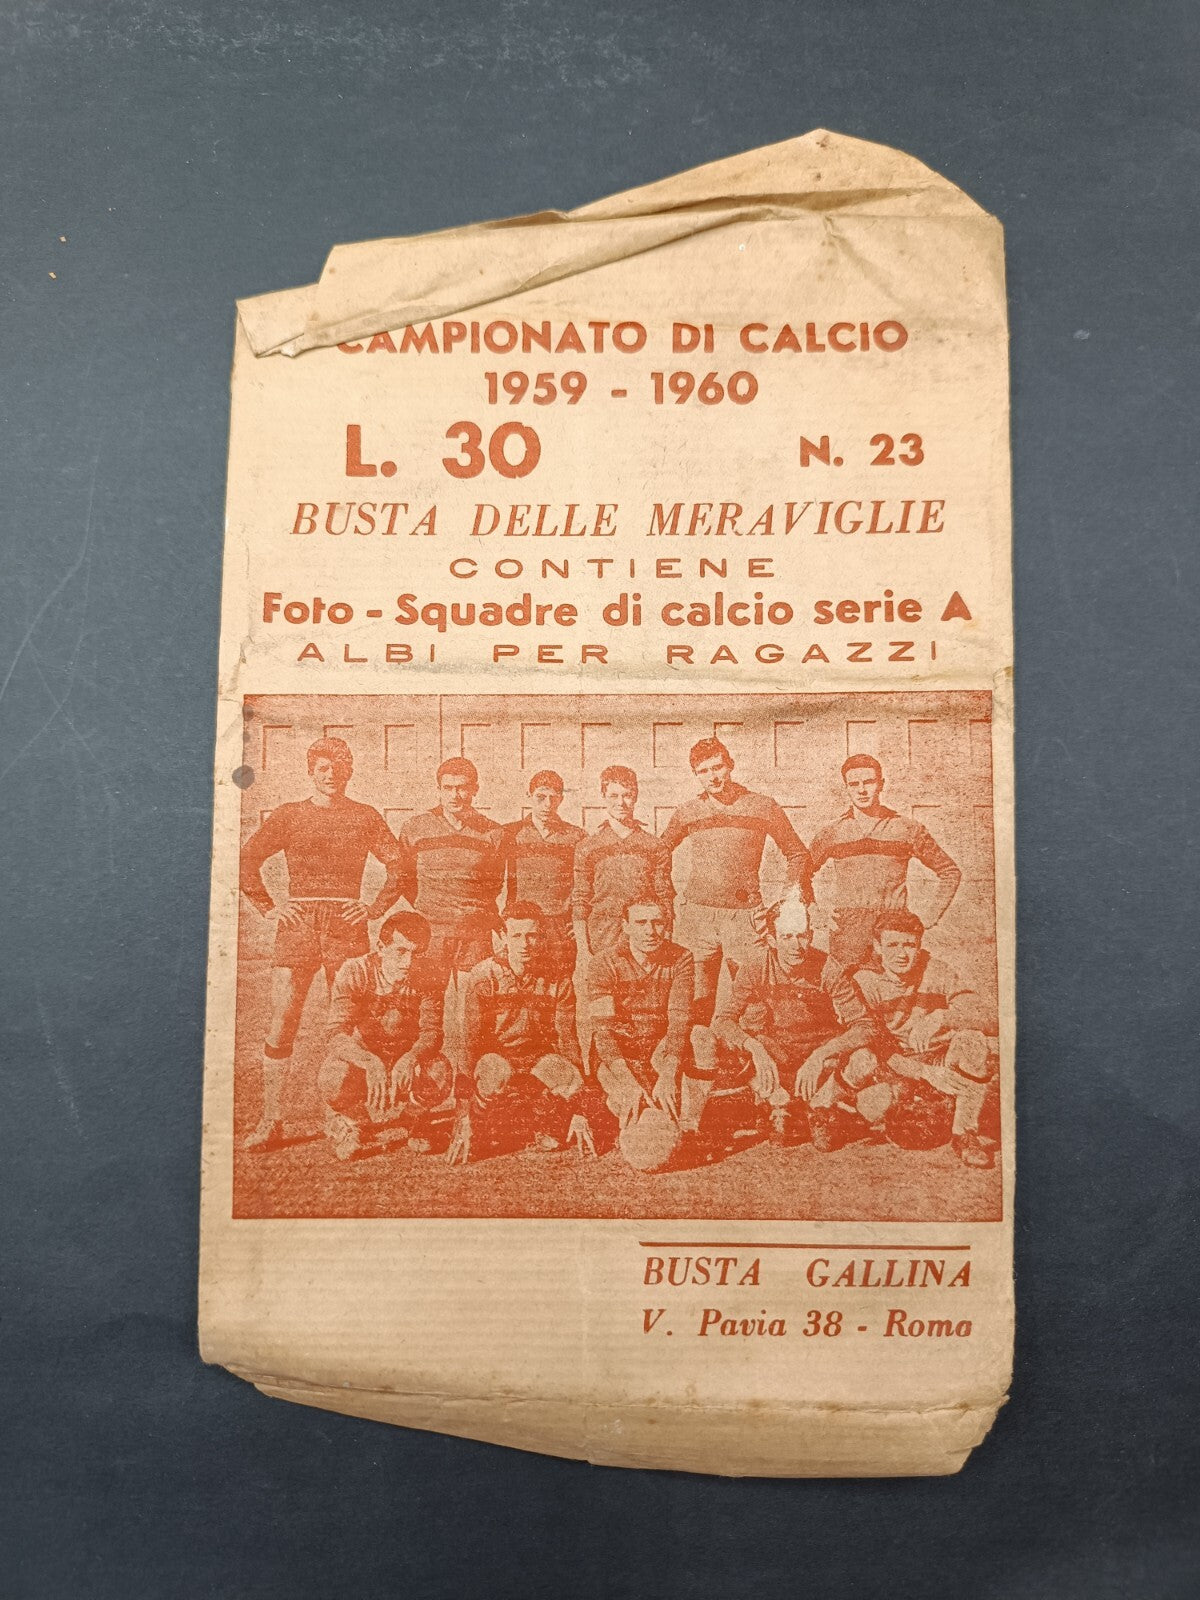 CAMPIONATO DI CALCIO
1959 - 1960
L. 30 N. 23
BUSTA DELLE MERAVIGLIE
CONTIENE
Foto - Squadre di calcio serie A
ALBI PER RAGAZZI
BUSTA GALLINA
V. Pavia 38 - Roma